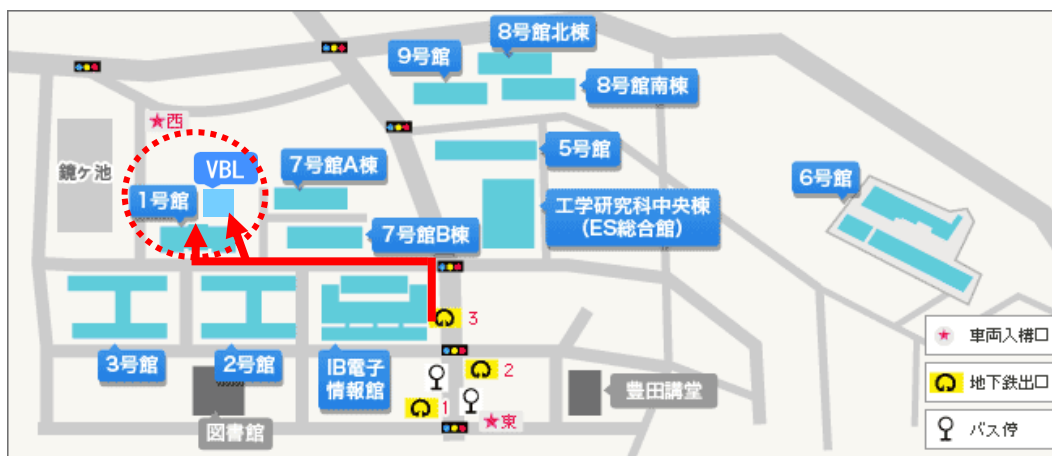 8号館北棟
9号館
8号館南棟
★西
鏡ヶ池
VBL
7号館A棟
5号館
6号館
1号館
7号館B棟
工学研究科中央棟
(ES総合館)
3
3号館
2号館
IB電子
情報館
2
1
★東
図書館
豊田講堂
車両入構口
地下鉄出口
バス停